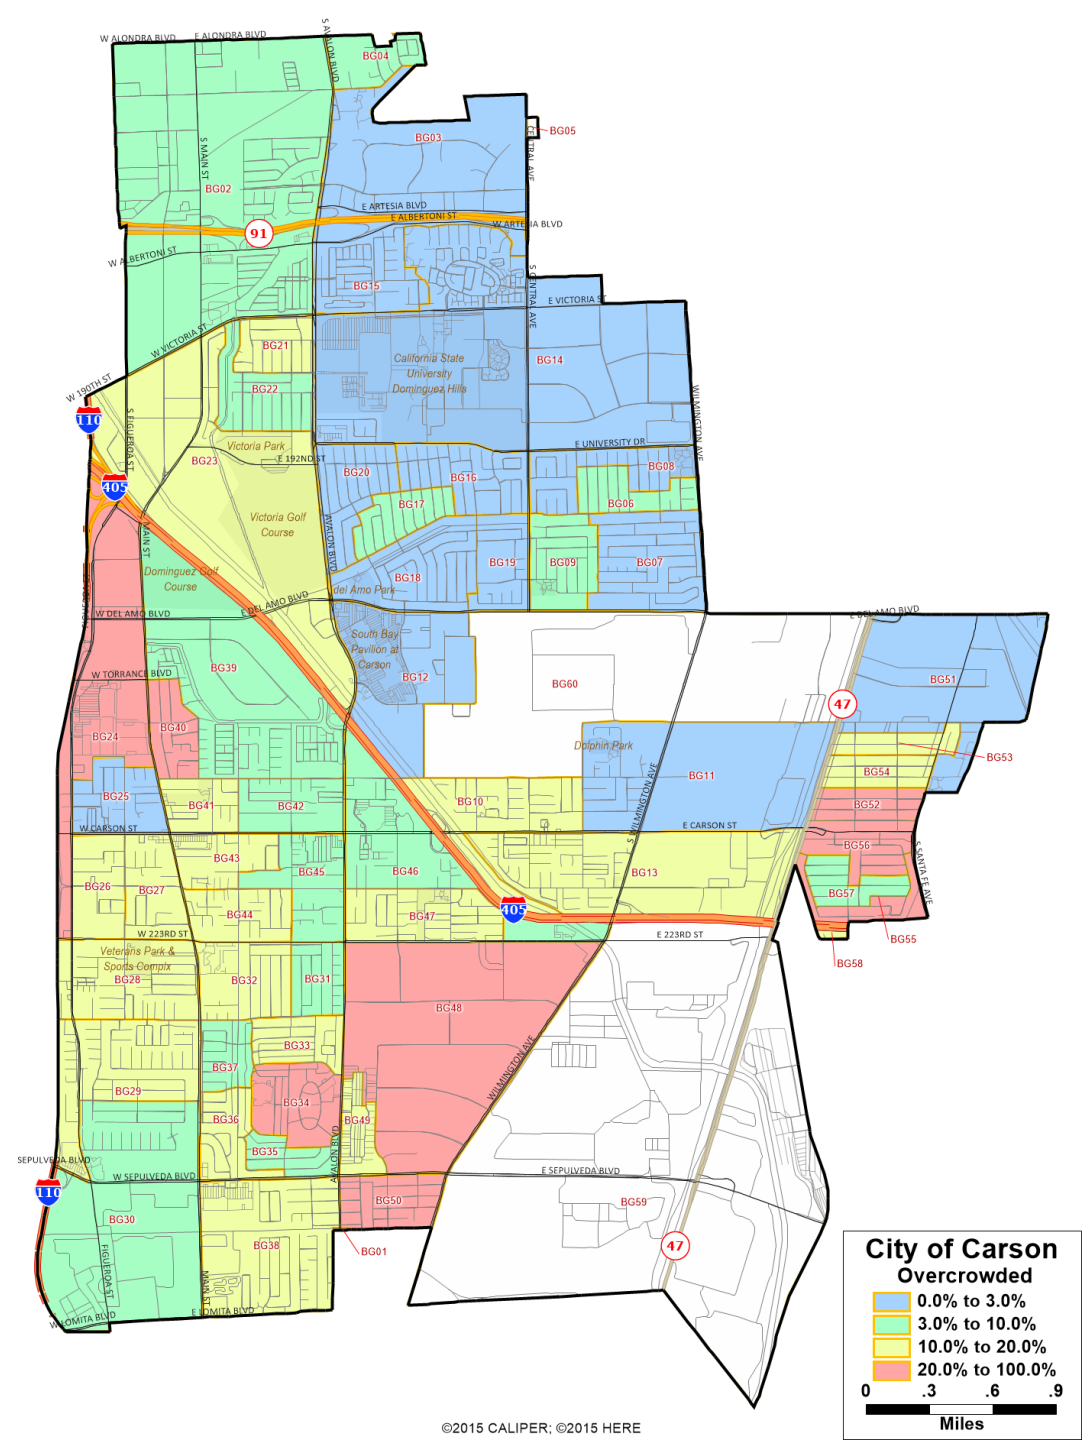 W ALONDRA BLVD
E ALONDRA BLVD
S AVALON BLVD
BG04
BG03
CENTRAL AVE
BG05
S MAIN ST
BG02
E ARTESIA BLVD
E ALBERTONI ST
W ARTESIA BLVD
91
W ALBERTONI ST
BG15
S CENTRAL AVE
E VICTORIA ST
W VICTORIA ST
BG21
BG22
California State
University
Dominguez Hills
BG14
W 190TH ST
110
S FIGUEROA ST
WILMINGTON AVE
Victoria Park
E 192ND ST
BG23
E UNIVERSITY DR
BG20
BG16
BG08
405
BG17
BG06
Victoria Golf
Course
AVALON BLVD
MAIN ST
BG19
BG09
BG07
Dominguez Golf
Course
BG18
del Amo Park
W DEL AMO BLVD
E DEL AMO BLVD
E DEL AMO BLVD
South Bay
Pavilion at
Carson
BG39
W TORRANCE BLVD
BG12
BG60
BG51
47
BG40
BG24
Dolphin Park
BG53
BG54
BG11
BG25
BG41
BG42
BG10
BG52
S WILMINGTON AVE
W CARSON ST
E CARSON ST
BG56
S SANTA FE AVE
BG43
BG45
BG46
BG13
BG26
BG27
BG57
BG44
BG47
405
W 223RD ST
E 223RD ST
BG55
BG58
Veterans Park &
Sports Complx
BG28
BG32
BG31
BG48
BG33
BG37
WILMINGTON AVE
BG29
BG34
BG36
BG49
BG35
AVALON BLVD
SEPULVEDA BLVD
W SEPULVEDA BLVD
E SEPULVEDA BLVD
110
BG50
BG59
BG30
BG38
BG01
47
FIGUEROA ST
MAIN ST
W LOMITA BLVD
E LOMITA BLVD
City of Carson
Overcrowded
0.0% to 3.0%
3.0% to 10.0%
10.0% to 20.0%
20.0% to 100.0%
0 .3 .6 .9
Miles
©2015 CALIPER; ©2015 HERE